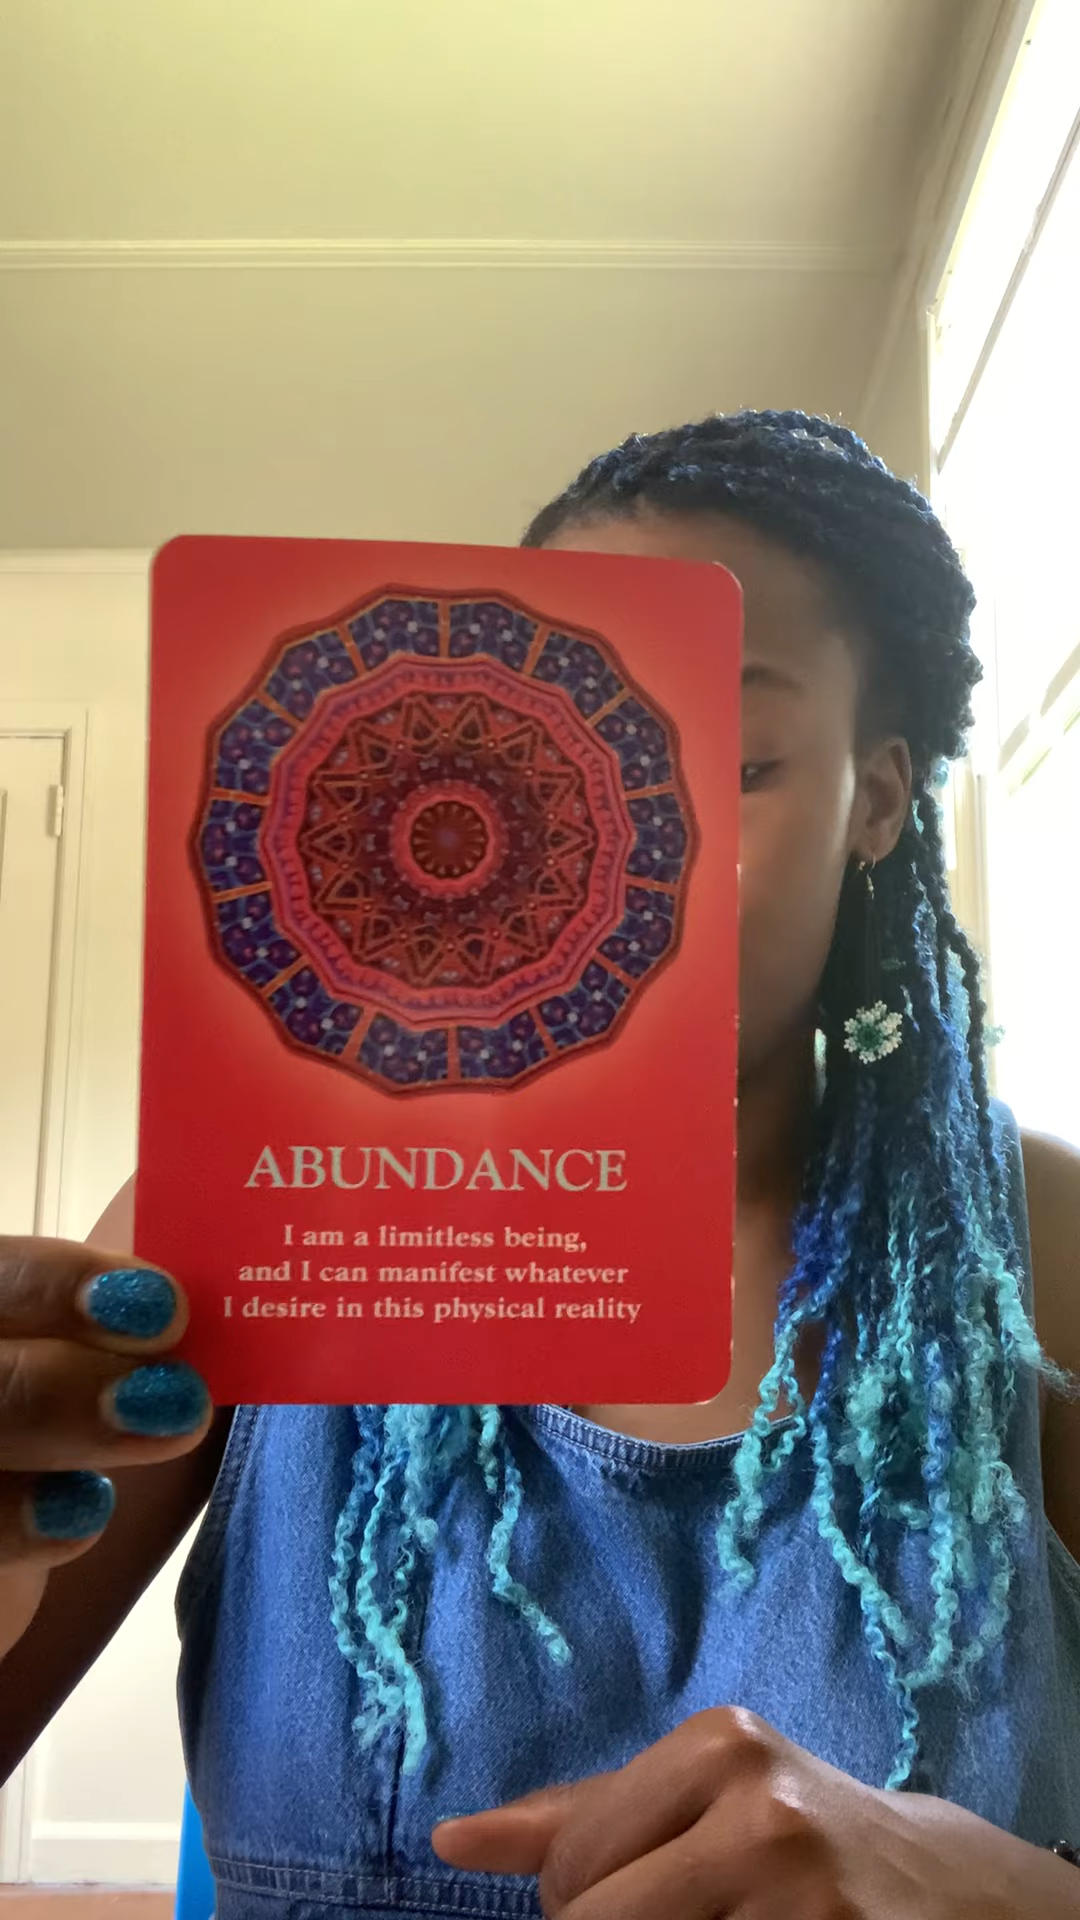 ABUNDANCE
I am a limitless being,
and I can manifest whatever
I desire in this physical reality